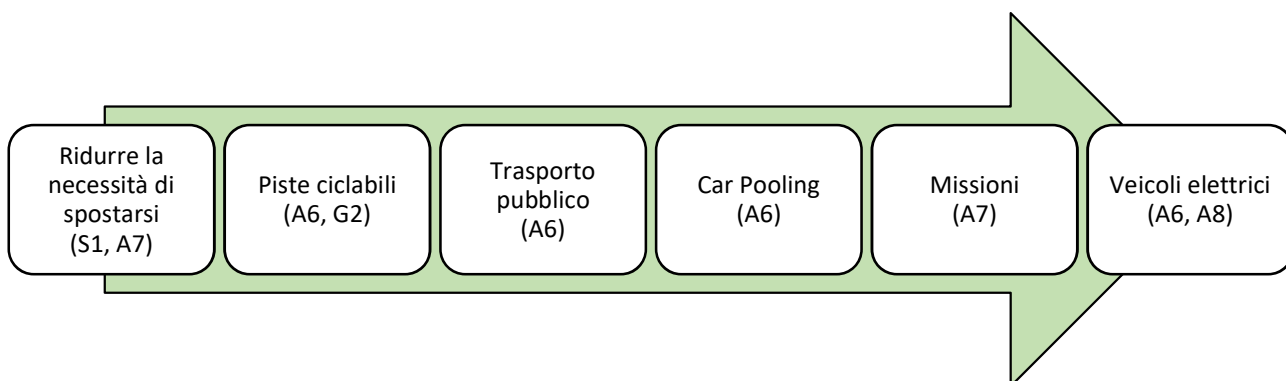 Ridurre la
necessità di
spostarsi
(S1, A7)
Piste ciclabili
(A6, G2)
Trasporto
pubblico
(A6)
Car Pooling
(A6)
Missioni
(A7)
Veicoli elettrici
(A6, A8)